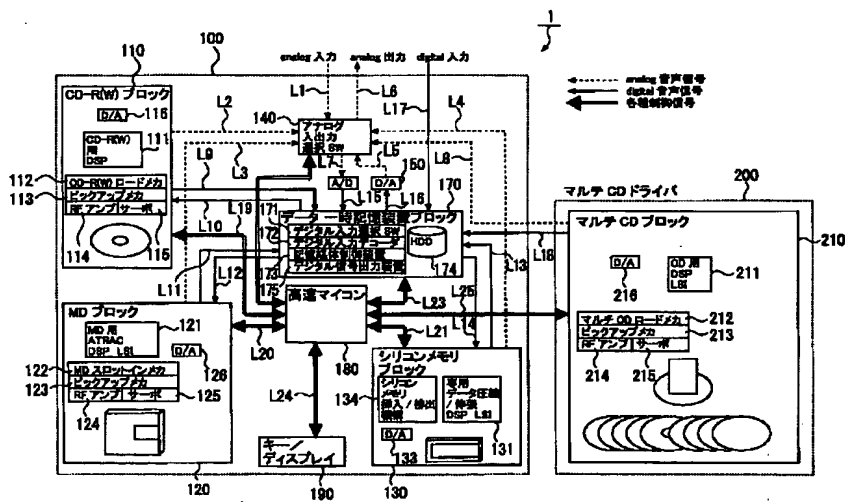 1
100
analog 入力
analog 出力
digital 入力
L1
L6
L17
L4
analog 音声信号
digital 音声信号
各種制御信号
110
CD-R(W) ブロック
D/A
116
CD-R(W)
用
DSP
111
112
CD-R(W) ロードメカ
113
ピックアップメカ
RF アンプ
サーボ
114
115
L2
L9
L3
L10
L19
L11
L12
140
アナログ
入出力
選択 SW
L7
L5
L8
A/D
D/A
150
L15
L16
170
データ一時記憶装置ブロック
171
デジタル入力選択 SW
172
デジタル入力デコータ
173
記憶媒体制御装置
175
デジタル信号出力装置
HDD
174
L18
L13
L23
L25
L14
高速マイコン
180
L20
L21
L24
キー/
ディスプレイ
190
MD ブロック
MD 用
ATRAC
DSP LSI
121
D/A
126
122
MD スロットインメカ
123
ピックアップメカ
RF アンプ
サーボ
125
124
120
シリコンメモリ
ブロック
134
シリコン
メモリ
挿入/排出
機構
専用
データ圧縮
/伸張
DSP LSI
131
D/A
133
130
200
マルチ CD ドライバ
マルチ CD ブロック
210
D/A
216
CD 用
DSP
LSI
211
マルチ CD ロードメカ
212
ピックアップメカ
213
RF アンプ
サーボ
214
215